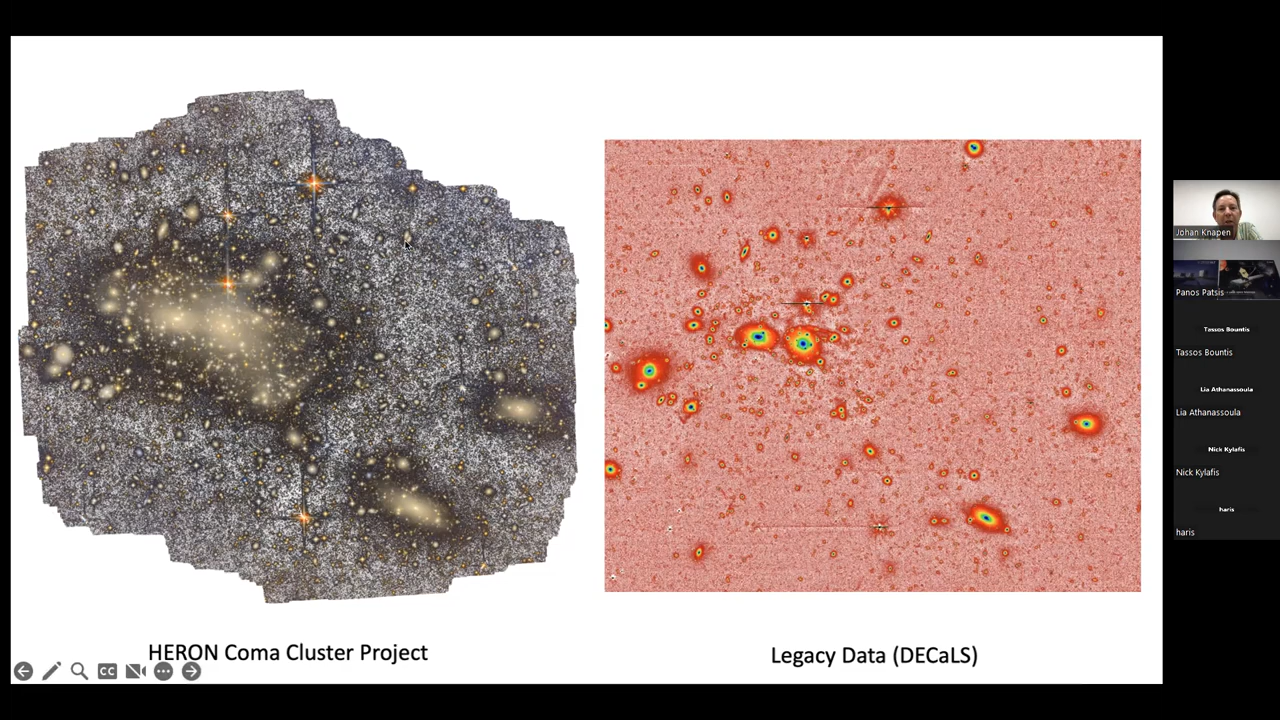 HERON Coma Cluster Project
Legacy Data (DECaLS)
CC
Johan Knapen
Panos Patsis
Tassos Bountis
Tassos Bountis
Lia Athanassoula
Lia Athanassoula
Nick Kylafis
Nick Kylafis
haris
haris